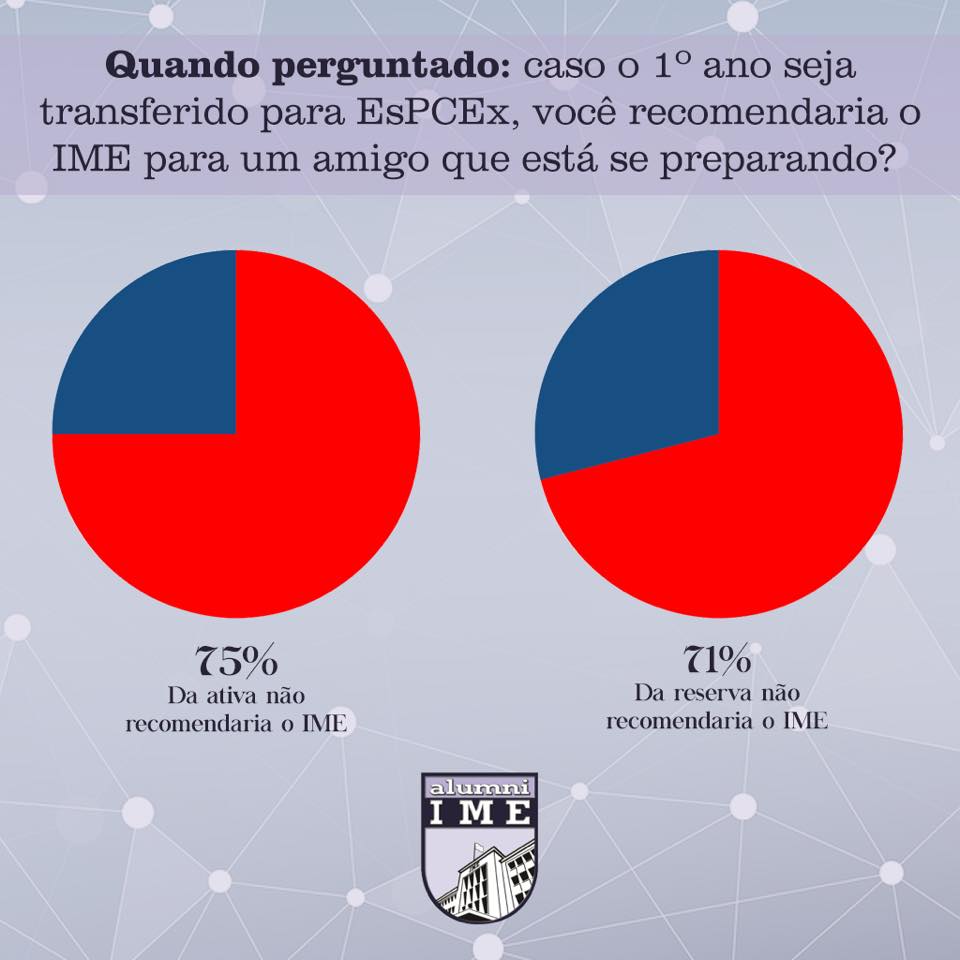 Quando perguntado: caso o 1º ano seja
transferido para EsPCEx, você recomendaria o
IME para um amigo que está se preparando?
75%
Da ativa não
recomendaria o IME
71%
Da reserva não
recomendaria o IME
alumni
IME